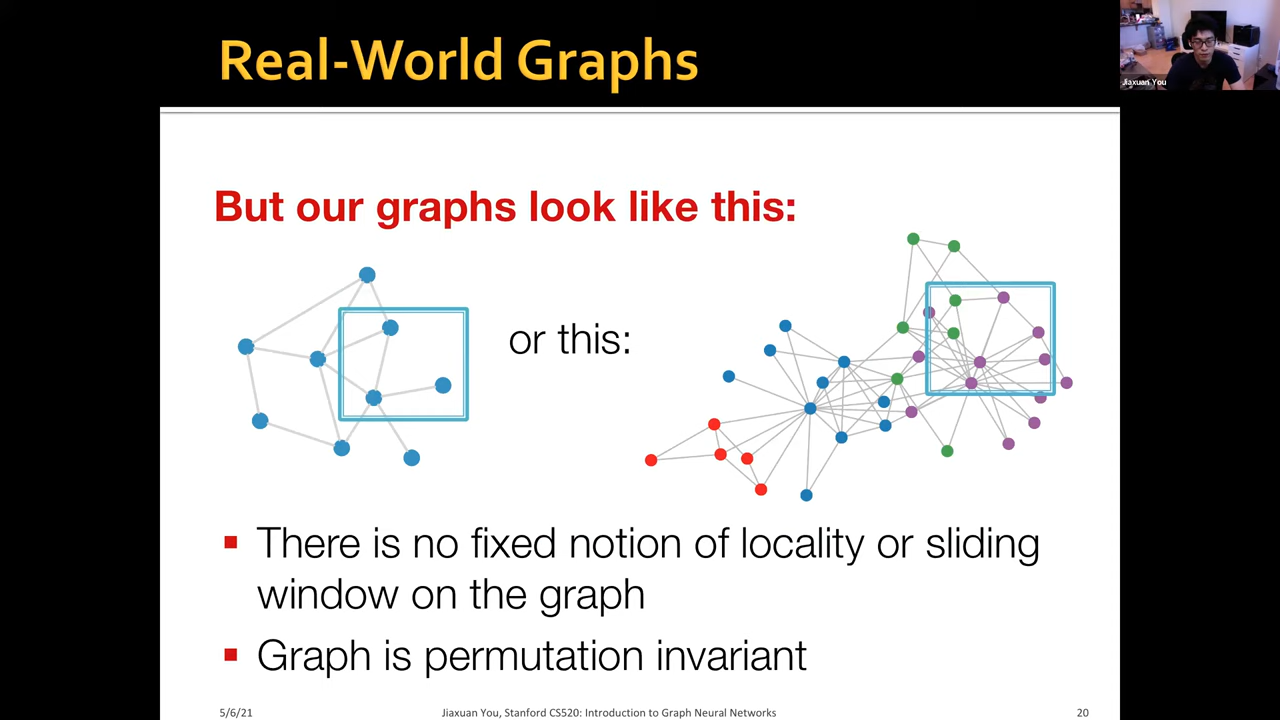 Real-World Graphs
Jiaxuan You
But our graphs look like this:
or this:
▪ There is no fixed notion of locality or sliding
window on the graph
▪ Graph is permutation invariant
5/6/21
Jiaxuan You, Stanford CS520: Introduction to Graph Neural Networks
20